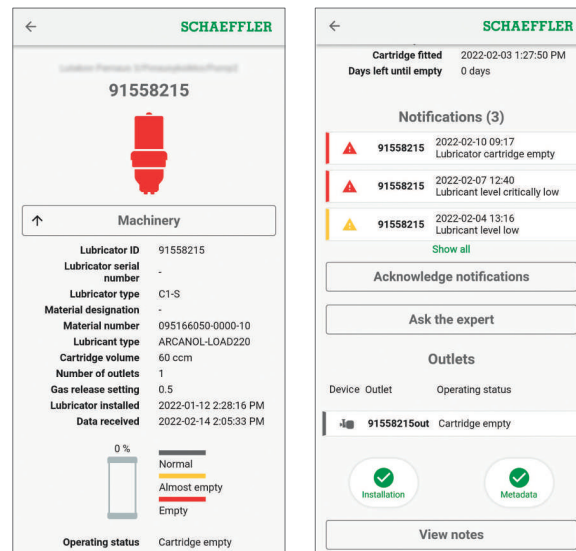 SCHAEFFLER
91558215
Machinery
Lubricator ID 91558215
Lubricator serial
number -
Lubricator type C1-S
Material designation -
Material number 095166050-0000-10
Lubricant type ARCANOL-LOAD220
Cartridge volume 60 ccm
Number of outlets 1
Gas release setting 0.5
Lubricator installed 2022-01-12 2:28:16 PM
Data received 2022-02-14 2:05:33 PM
0 %
Normal
Almost empty
Empty
Operating status Cartridge empty
SCHAEFFLER
Cartridge fitted 2022-02-03 1:27:50 PM
Days left until empty 0 days
Notifications (3)
91558215 2022-02-10 09:17
Lubricator cartridge empty
91558215 2022-02-07 12:40
Lubricant level critically low
91558215 2022-02-04 13:16
Lubricant level low
Show all
Acknowledge notifications
Ask the expert
Outlets
Device Outlet Operating status
91558215out Cartridge empty
Installation Metadata
View notes